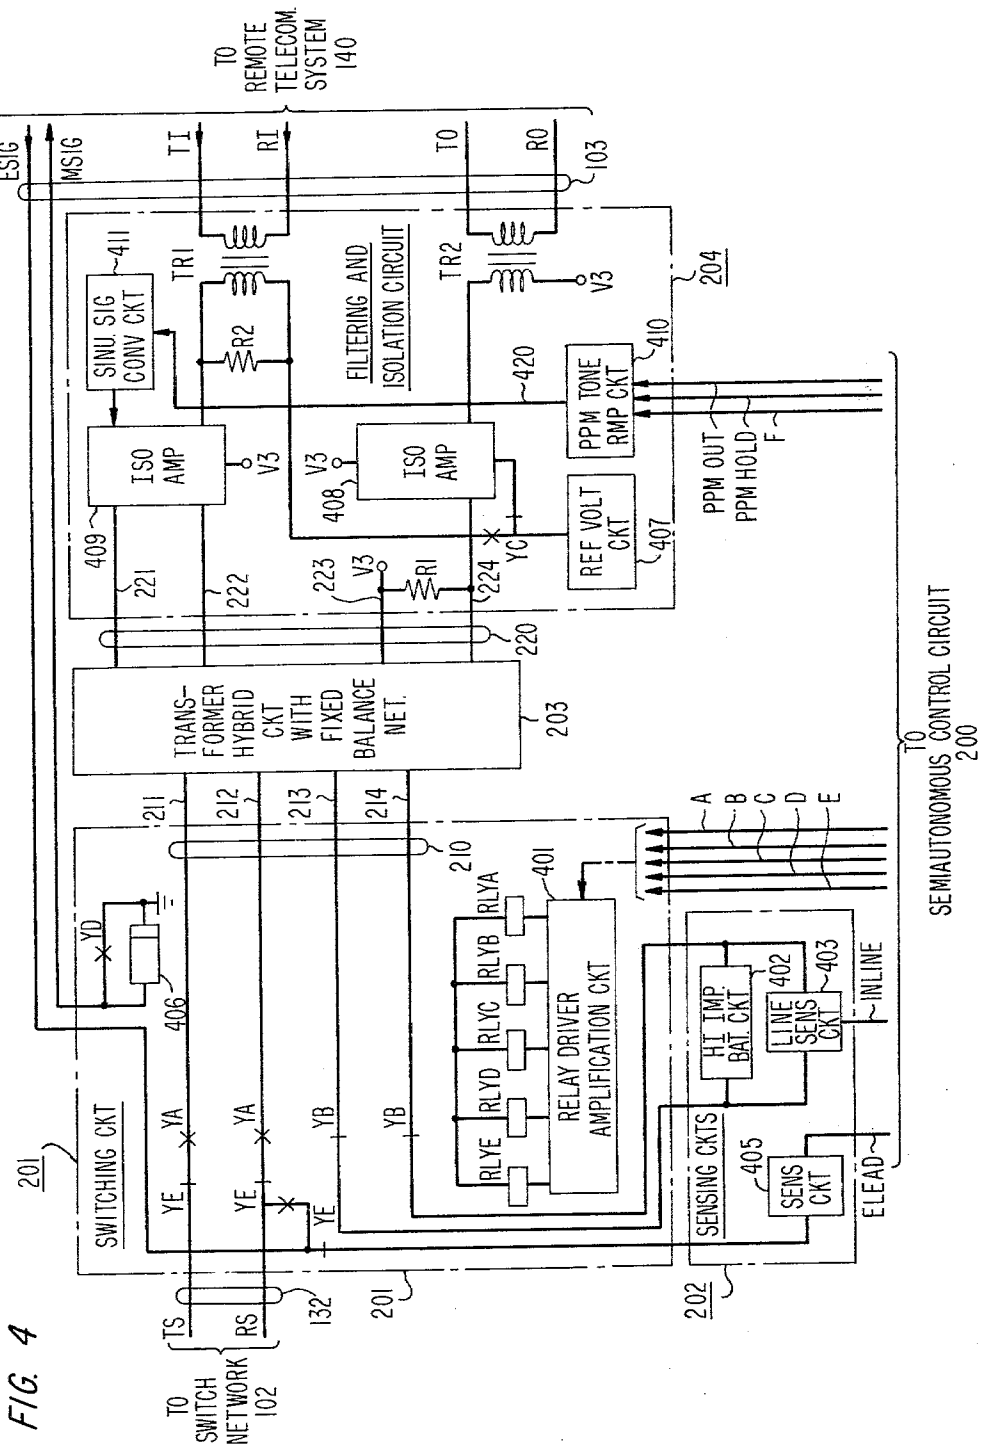 FIG. 4
TO
SWITCH
NETWORK
102
TS
RS
132
201
SWITCHING CKT
YE
YA
YE
YA
YE
YB
YB
YD
406
211
212
213
214
210
RLYE
RLYD
RLYC
RLYB
RLYA
RELAY DRIVER
AMPLIFICATION CKT
401
201
202
SENSING CKTS
405
SENS
CKT
HI IMP.
BAT. CKT
402
LINE
SENS
CKT
403
ELEAD
INLINE
A
B
C
D
E
TRANS-
FORMER
HYBRID
CKT
WITH
FIXED
BALANCE
NET.
203
220
221
222
223
224
409
ISO
AMP
V3
SINU. SIG
CONV CKT
411
TR1
R2
V3
R1
V3
408
ISO
AMP
FILTERING AND
ISOLATION CIRCUIT
TR2
V3
YC
REF VOLT
CKT
407
PPM TONE
RMP CKT
410
420
204
PPM OUT
PPM HOLD
F
ESIG
MSIG
TI
RI
TO
RO
103
TO
REMOTE
TELECOM.
SYSTEM
140
TO
SEMIAUTONOMOUS CONTROL CIRCUIT
200